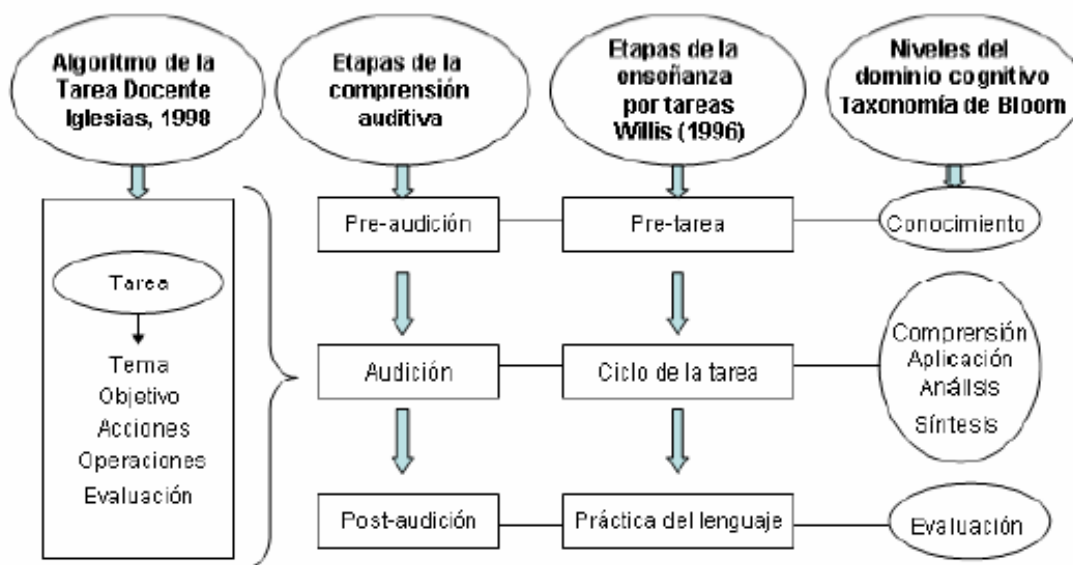 Algoritmo de la
Tarea Docente
Iglesias, 1998
Etapas de la
comprensión
auditiva
Etapas de la
enseñanza
por tareas
Willis (1996)
Niveles del
dominio cognitivo
Taxonomía de Bloom
Tarea
Tema
Objetivo
Acciones
Operaciones
Evaluación
Pre-audición
Pre-tarea
Conocimiento
Audición
Ciclo de la tarea
Comprensión
Aplicación
Análisis
Síntesis
Post-audición
Práctica del lenguaje
Evaluación